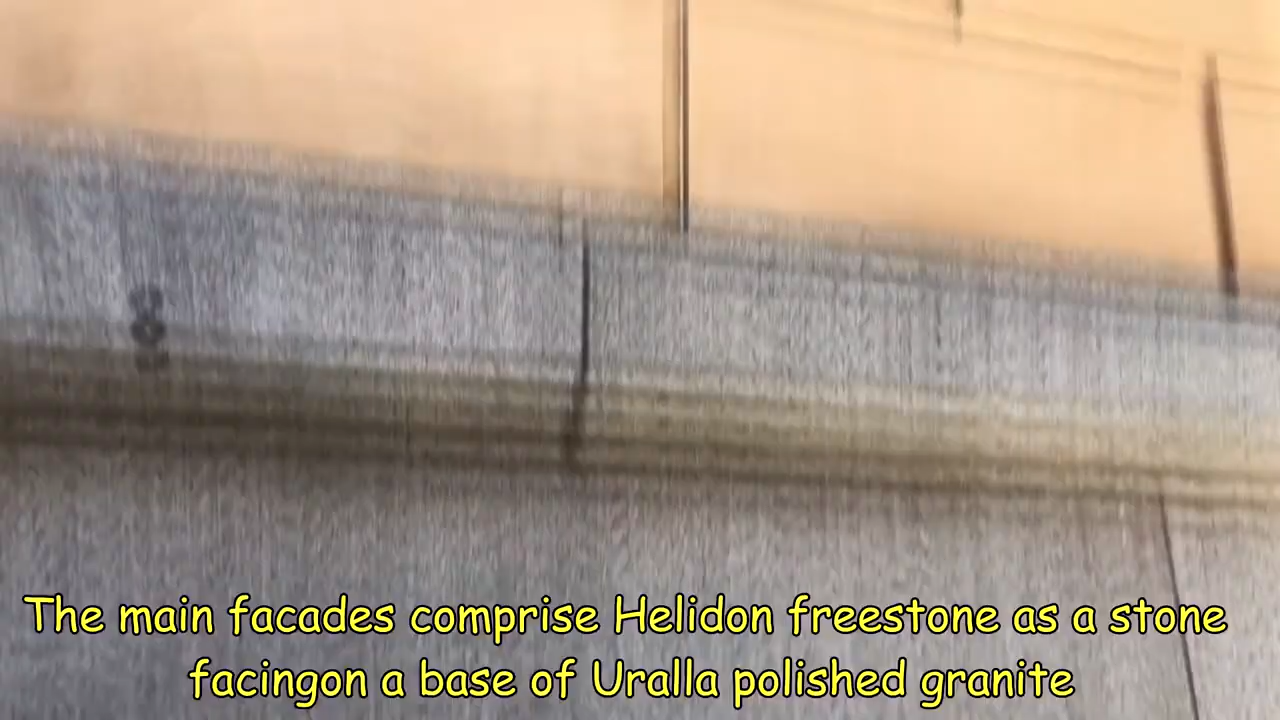 The main facades comprise Helidon freestone as a stone
facingon a base of Uralla polished granite